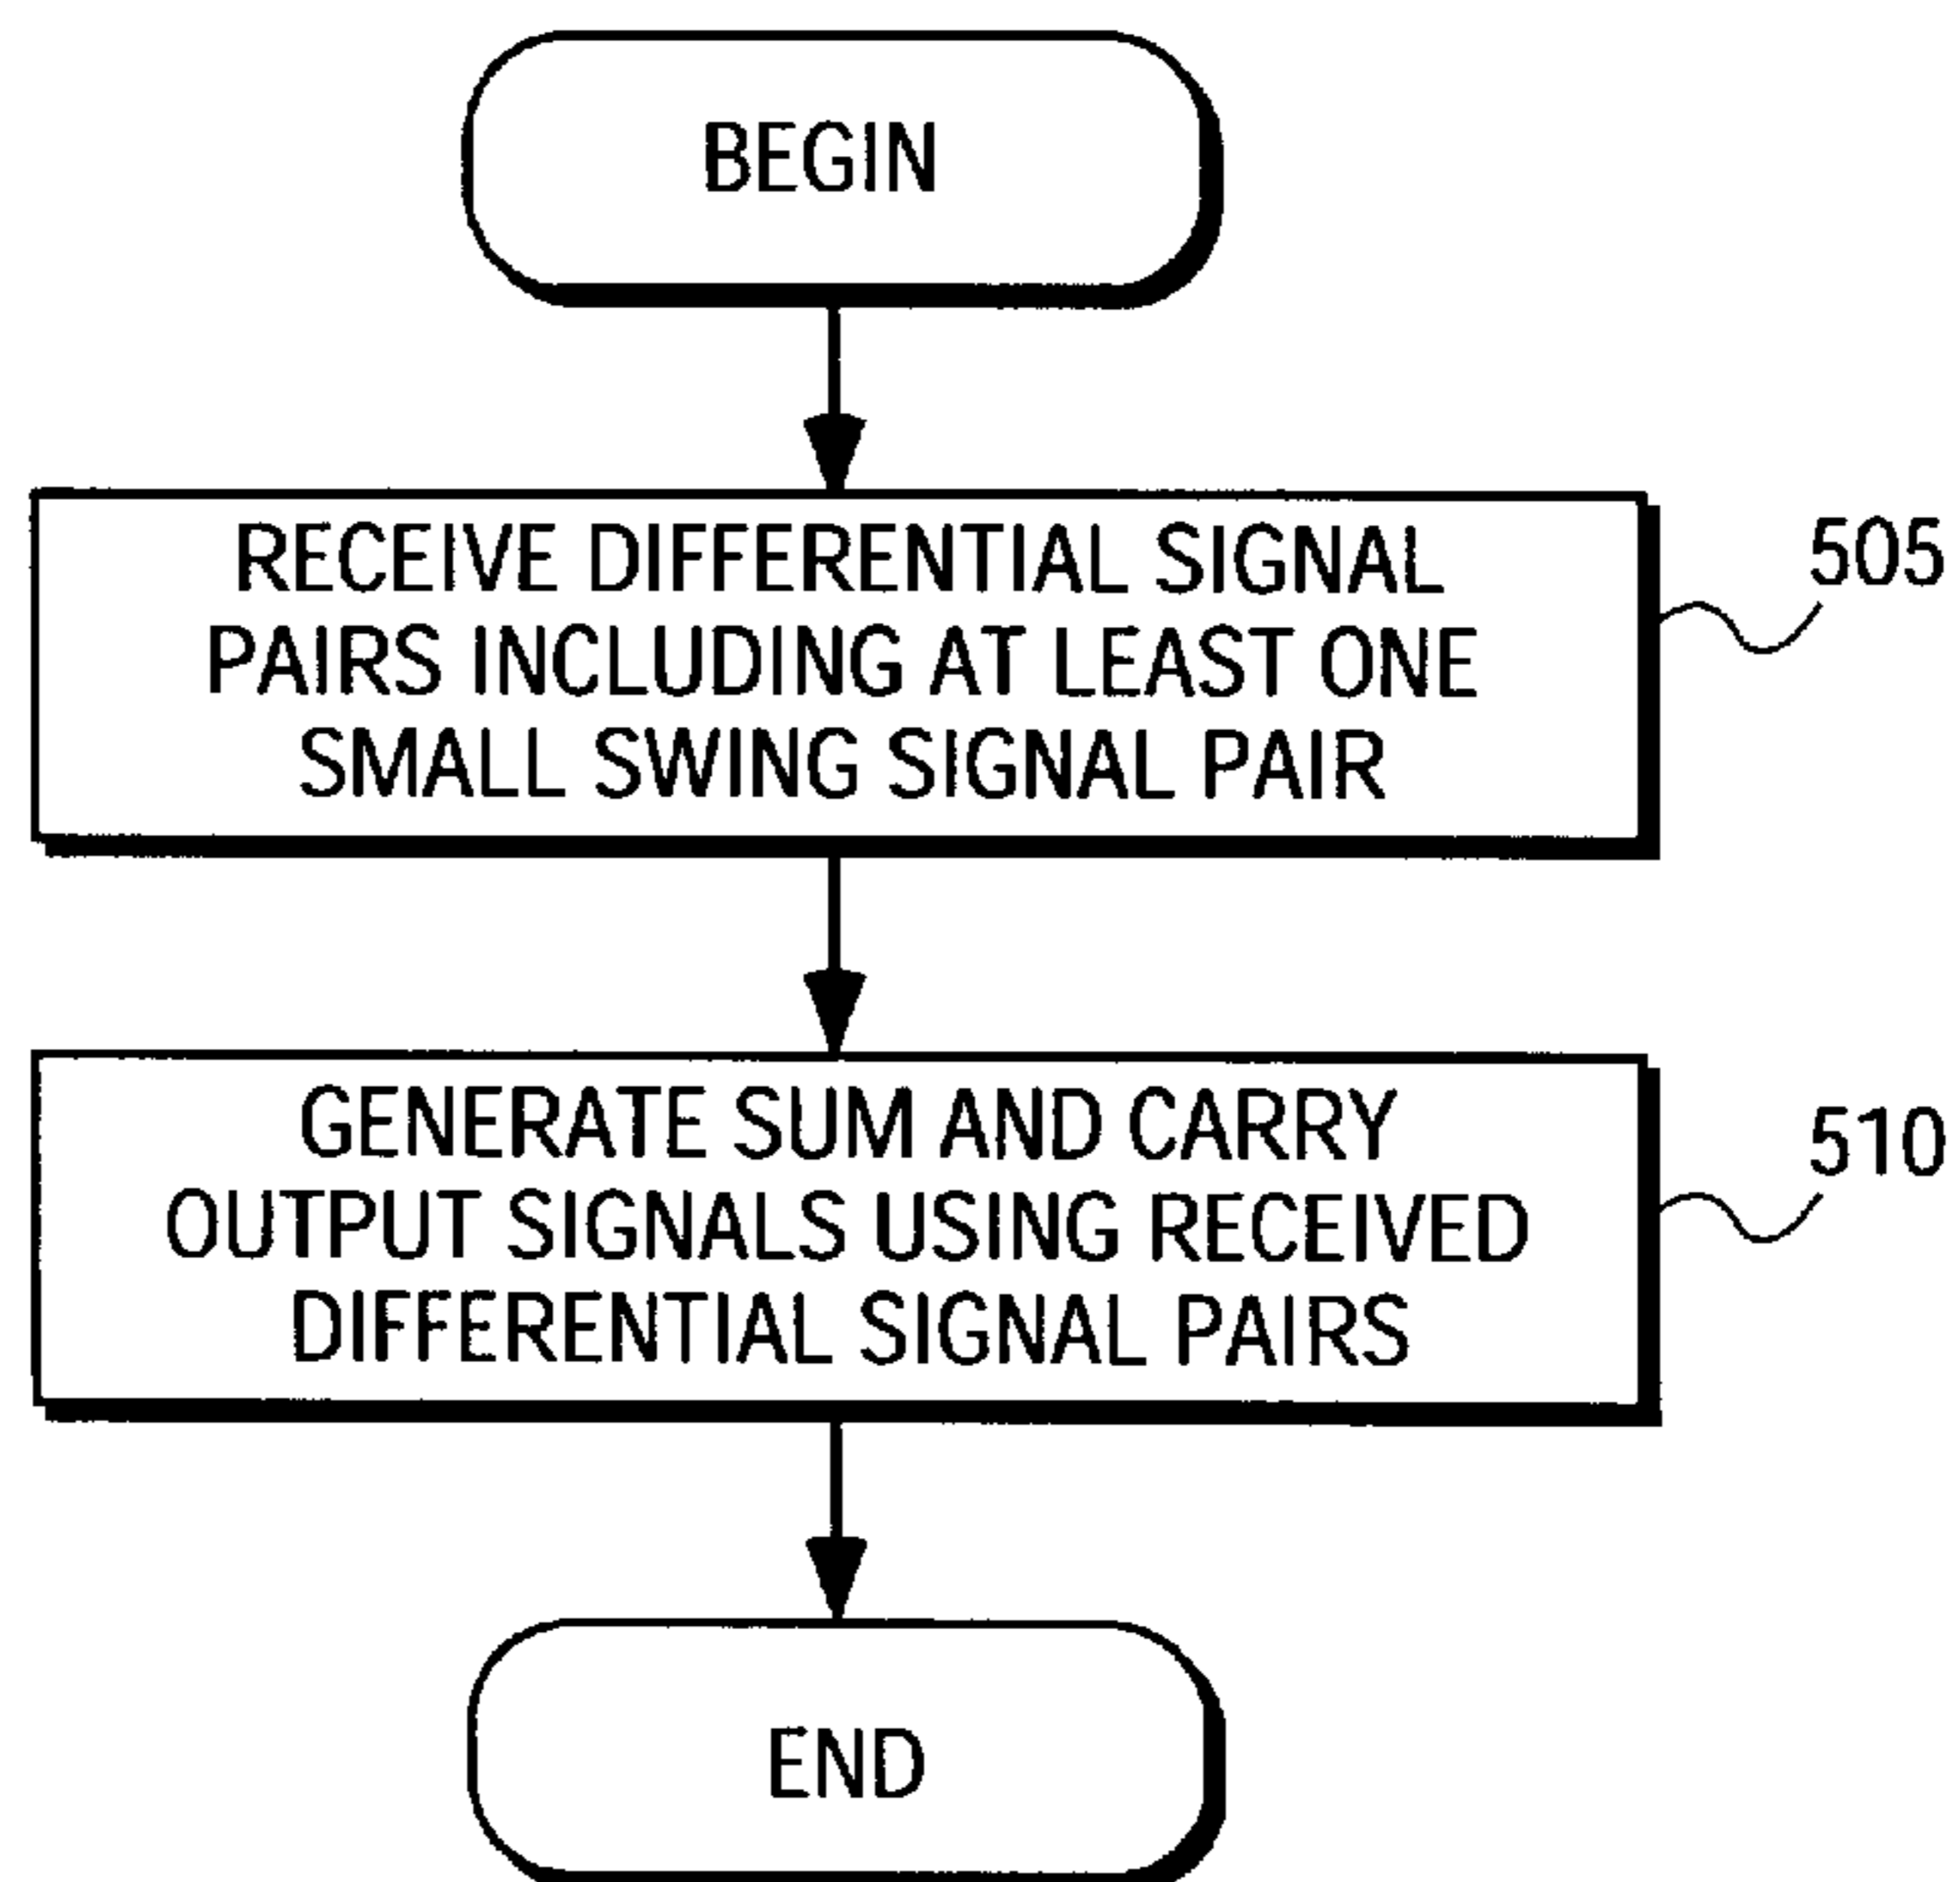 BEGIN
RECEIVE DIFFERENTIAL SIGNAL
PAIRS INCLUDING AT LEAST ONE
SMALL SWING SIGNAL PAIR
505
GENERATE SUM AND CARRY
OUTPUT SIGNALS USING RECEIVED
DIFFERENTIAL SIGNAL PAIRS
510
END